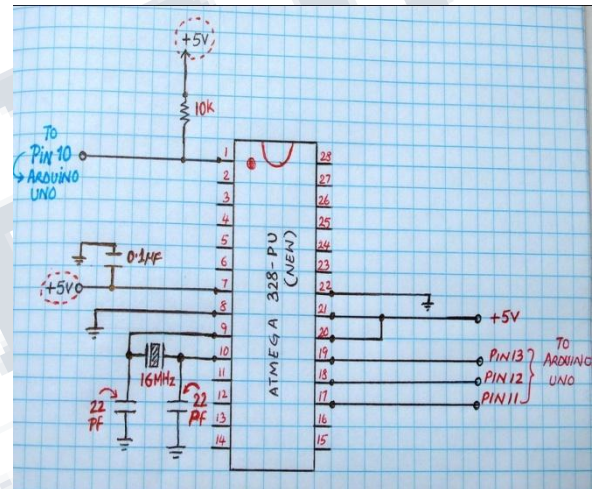 +5V
10K
TO
PIN 10
ARDUINO
UNO
0.1µF
+5V
16MHz
22
PF
22
PF
1
2
3
4
5
6
7
8
9
10
11
12
13
14
ATMEGA 328-PU
(NEW)
28
27
26
25
24
23
22
21
20
19
18
17
16
15
+5V
PIN13
PIN12
PIN11
TO
ARDUINO
UNO